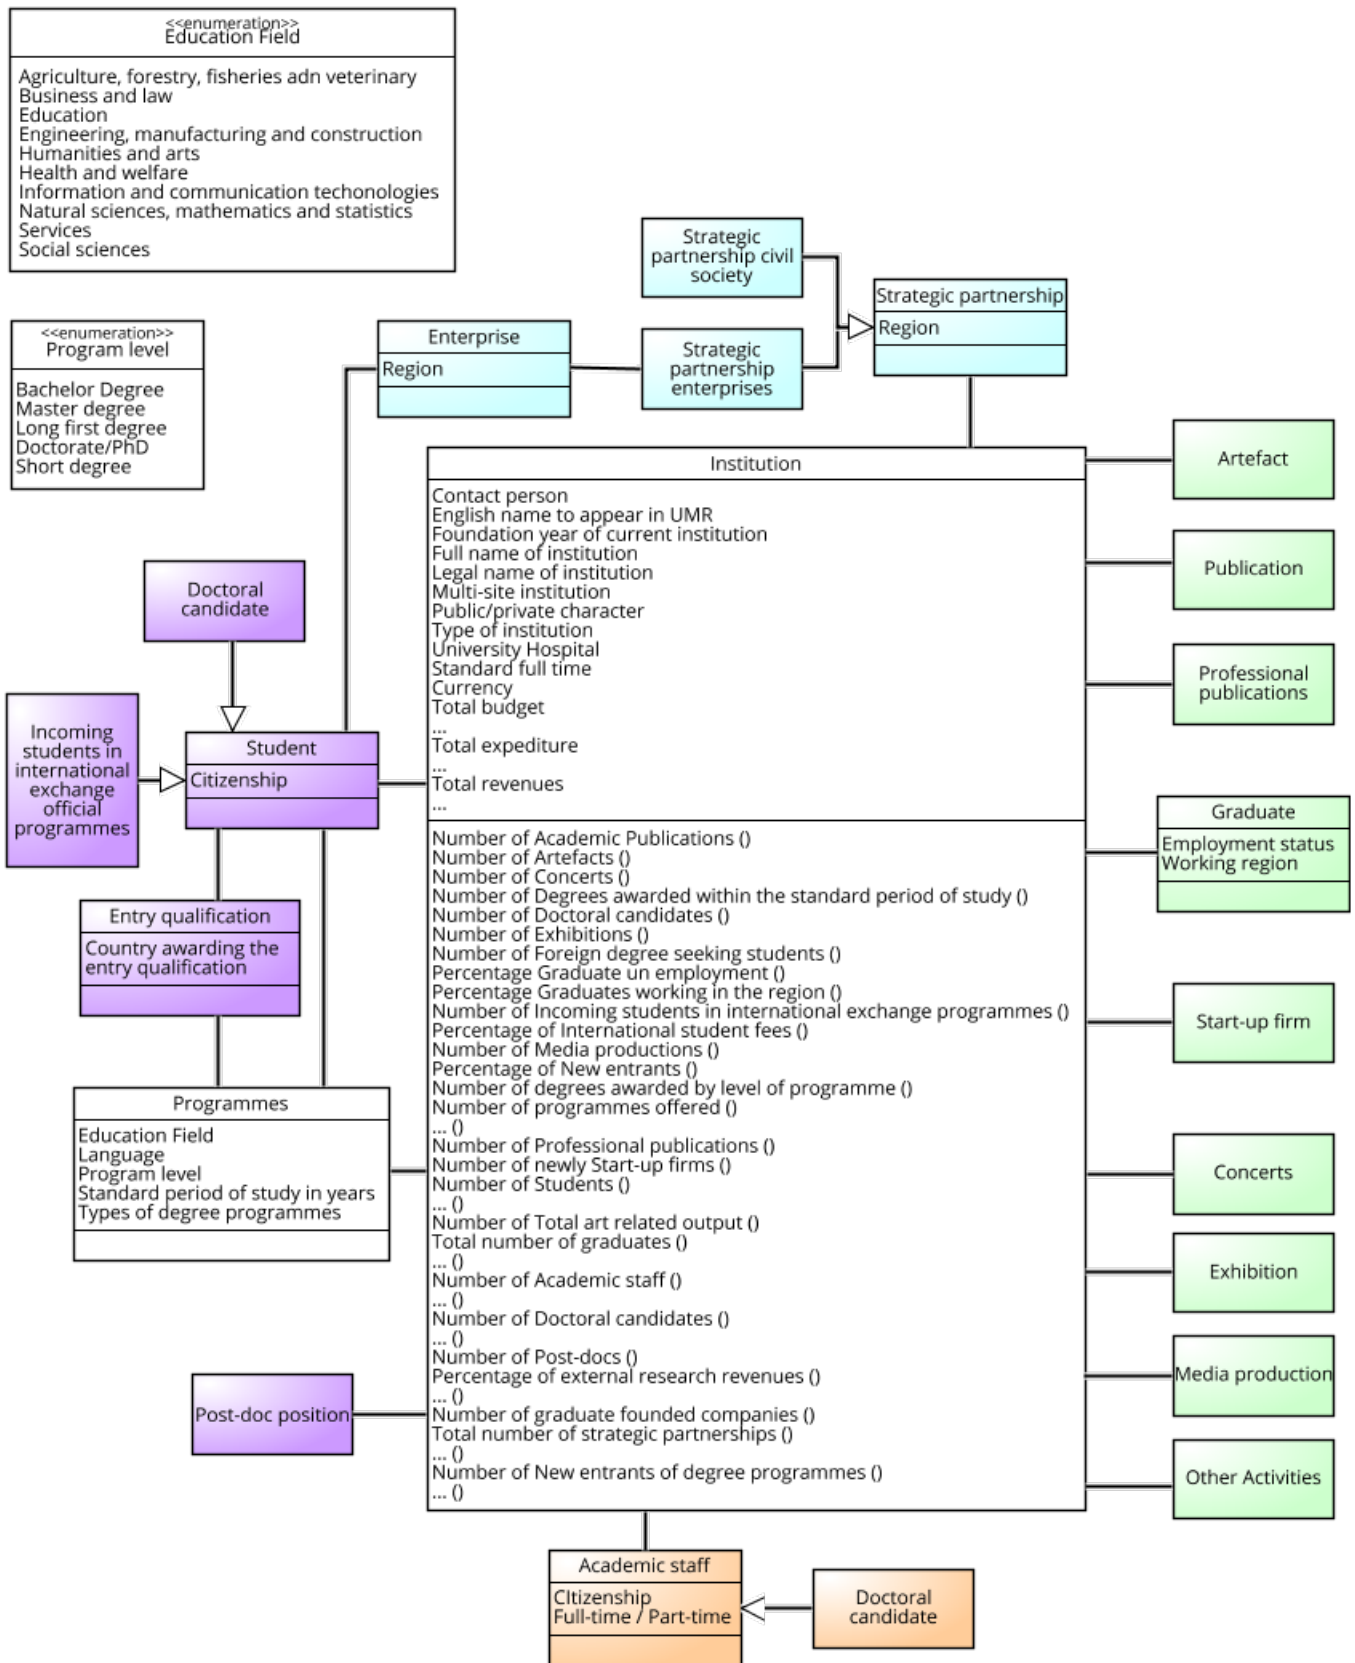 <<enumeration>>
Education Field
Agriculture, forestry, fisheries adn veterinary
Business and law
Education
Engineering, manufacturing and construction
Humanities and arts
Health and welfare
Information and communication techonologies
Natural sciences, mathematics and statistics
Services
Social sciences
<<enumeration>>
Program level
Bachelor Degree
Master degree
Long first degree
Doctorate/PhD
Short degree
Strategic
partnership civil
society
Strategic partnership
Region
Enterprise
Region
Strategic
partnership
enterprises
Institution
Contact person
English name to appear in UMR
Foundation year of current institution
Full name of institution
Legal name of institution
Multi-site institution
Public/private character
Type of institution
University Hospital
Standard full time
Currency
Total budget
...
Total expediture
...
Total revenues
...
Number of Academic Publications ()
Number of Artefacts ()
Number of Concerts ()
Number of Degrees awarded within the standard period of study ()
Number of Doctoral candidates ()
Number of Exhibitions ()
Number of Foreign degree seeking students ()
Percentage Graduate un employment ()
Percentage Graduates working in the region ()
Number of Incoming students in international exchange programmes ()
Percentage of International student fees ()
Number of Media productions ()
Percentage of New entrants ()
Number of degrees awarded by level of programme ()
Number of programmes offered ()
... ()
Number of Professional publications ()
Number of newly Start-up firms ()
Number of Students ()
... ()
Number of Total art related output ()
Total number of graduates ()
... ()
Number of Academic staff ()
... ()
Number of Doctoral candidates ()
... ()
Number of Post-docs ()
Percentage of external research revenues ()
... ()
Number of graduate founded companies ()
Total number of strategic partnerships ()
... ()
Number of New entrants of degree programmes ()
... ()
Doctoral
candidate
Incoming
students in
international
exchange
official
programmes
Student
Citizenship
Entry qualification
Country awarding the
entry qualification
Programmes
Education Field
Language
Program level
Standard period of study in years
Types of degree programmes
Post-doc position
Artefact
Publication
Professional
publications
Graduate
Employment status
Working region
Start-up firm
Concerts
Exhibition
Media production
Other Activities
Academic staff
CItizenship
Full-time / Part-time
Doctoral
candidate